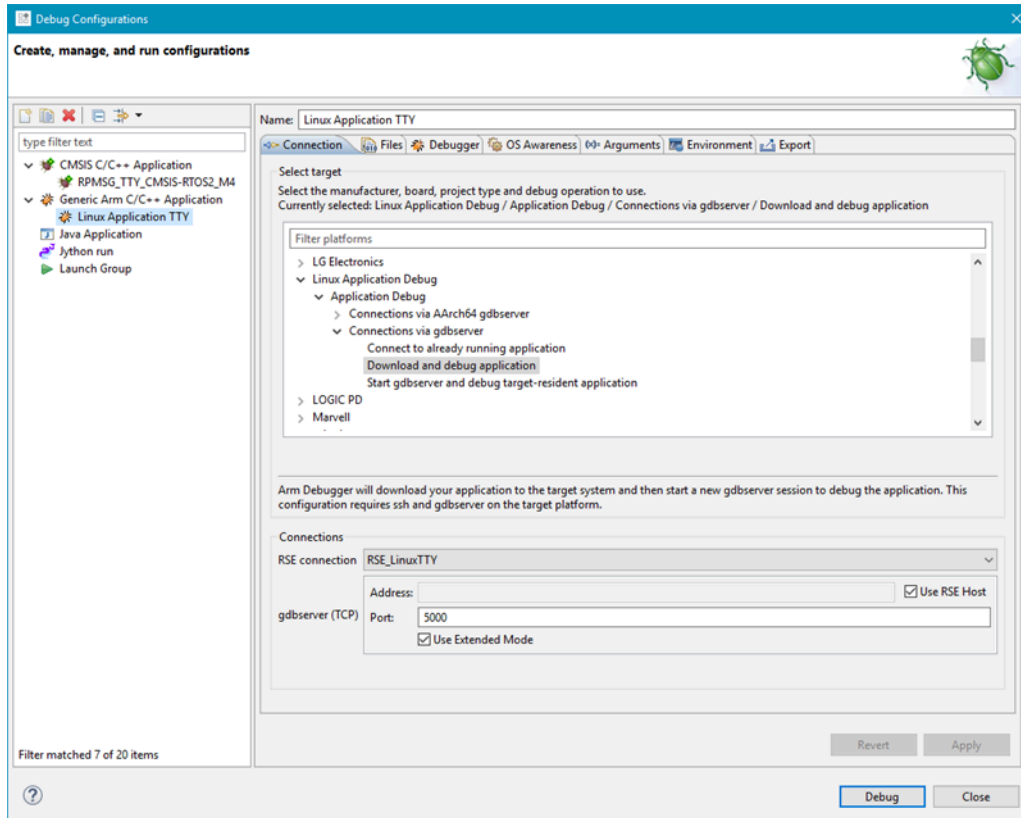 Debug Configurations
Create, manage, and run configurations
type filter text
CMSIS C/C++ Application
RPMSG_TTY_CMSIS-RTOS2_M4
Generic Arm C/C++ Application
Linux Application TTY
Java Application
Jython run
Launch Group
Filter matched 7 of 20 items
Name: Linux Application TTY
Connection Files Debugger OS Awareness Arguments Environment Export
Select target
Select the manufacturer, board, project type and debug operation to use.
Currently selected: Linux Application Debug / Application Debug / Connections via gdbserver / Download and debug application
Filter platforms
LG Electronics
Linux Application Debug
Application Debug
Connections via AArch64 gdbserver
Connections via gdbserver
Connect to already running application
Download and debug application
Start gdbserver and debug target-resident application
LOGIC PD
Marvell
Arm Debugger will download your application to the target system and then start a new gdbserver session to debug the application. This
configuration requires ssh and gdbserver on the target platform.
Connections
RSE connection RSE_LinuxTTY
Address: Use RSE Host
gdbserver (TCP) Port: 5000
Use Extended Mode
Revert Apply
? Debug Close